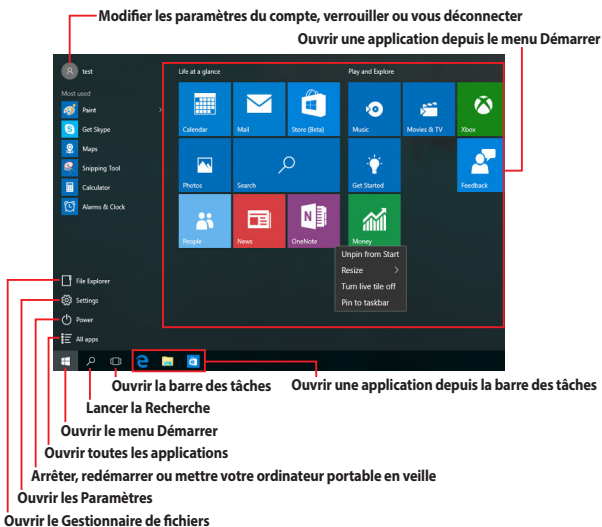 Modifier les paramètres du compte, verrouiller ou vous déconnecter
Ouvrir une application depuis le menu Démarrer
test
Life at a glance
Play and Explore
Most used
Paint
Get Skype
Maps
Snipping Tool
Calculator
Alarms & Clock
Calendar
Mail
Store (Beta)
Music
Movies & TV
Xbox
Photos
Search
Get Started
Feedback
People
News
OneNote
Money
Unpin from Start
Resize
Turn live tile off
Pin to taskbar
File Explorer
Settings
Power
All apps
Ouvrir la barre des tâches
Ouvrir une application depuis la barre des tâches
Lancer la Recherche
Ouvrir le menu Démarrer
Ouvrir toutes les applications
Arrêter, redémarrer ou mettre votre ordinateur portable en veille
Ouvrir les Paramètres
Ouvrir le Gestionnaire de fichiers